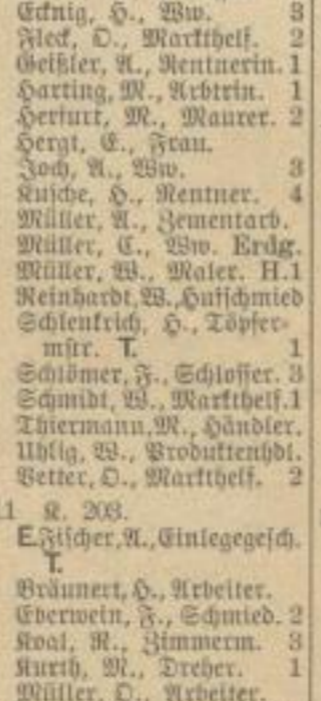 Ecknig, H., Ww. 3
Fleck, O., Markthelf. 2
Geißler, A., Rentnerin. 1
Harting, M., Arbtrin. 1
Herfurt, M., Maurer. 2
Hergt, E., Frau.
Joch, A., Ww. 3
Kusche, H., Rentner. 4
Müller, A., Zementarb.
Müller, E., Ww. Erdg.
Müller, W., Maler. H.1
Reinhardt, W., Hufschmied
Schlenkrich, H., Töpfer-
mstr. T. 1
Schlömer, F., Schlosser. 3
Schmidt, W., Markthelf. 1
Thiermann, M., Händler.
Uhlig, W., Produktenhdl.
Vetter, O., Markthelf. 2
1 K. 203.
E Fischer, A., Einlegegesch.
T.
Bräunert, H., Arbeiter.
Eberwein, F., Schmied. 2
Koal, R., Zimmerm. 3
Kurth, M., Dreher. 1
Müller, O., Arbeiter.